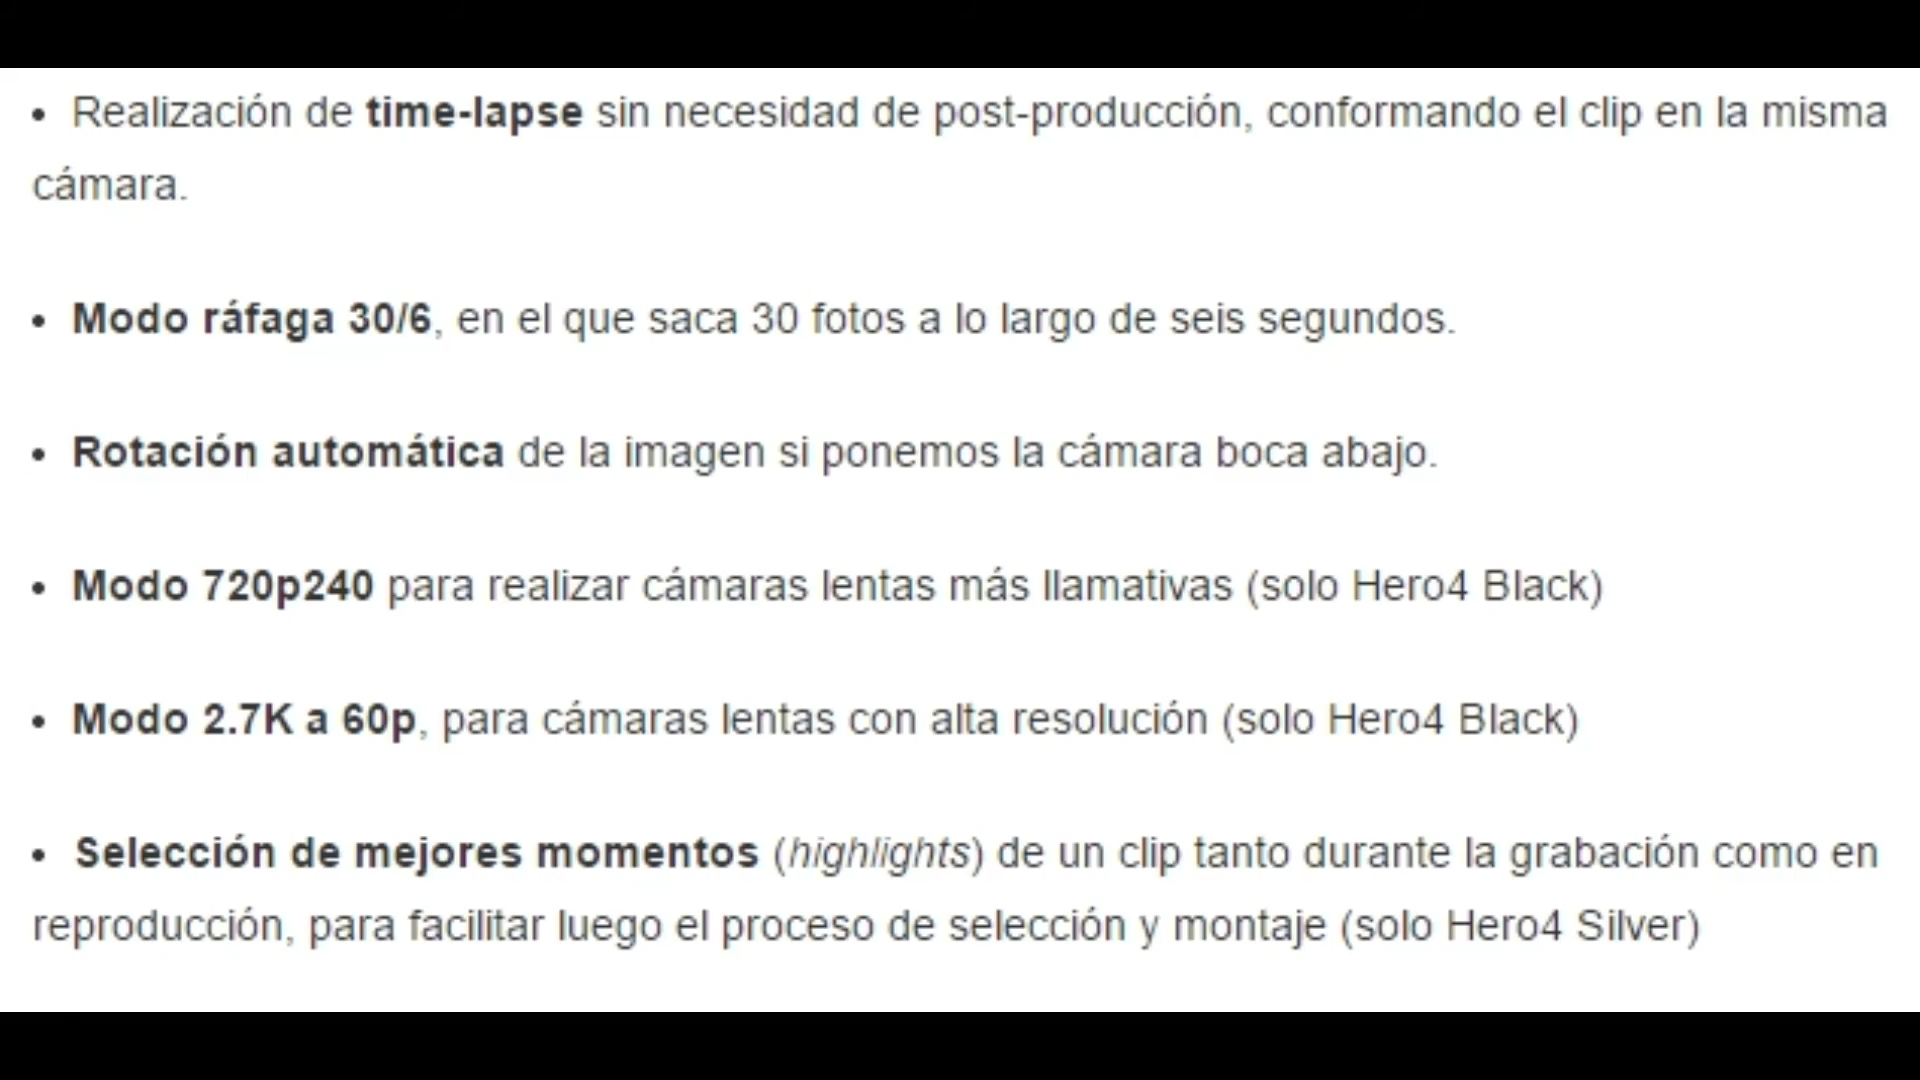 • Realización de time-lapse sin necesidad de post-producción, conformando el clip en la misma
cámara.
• Modo ráfaga 30/6, en el que saca 30 fotos a lo largo de seis segundos.
• Rotación automática de la imagen si ponemos la cámara boca abajo.
• Modo 720p240 para realizar cámaras lentas más llamativas (solo Hero4 Black)
• Modo 2.7K a 60p, para cámaras lentas con alta resolución (solo Hero4 Black)
• Selección de mejores momentos (highlights) de un clip tanto durante la grabación como en
reproducción, para facilitar luego el proceso de selección y montaje (solo Hero4 Silver)